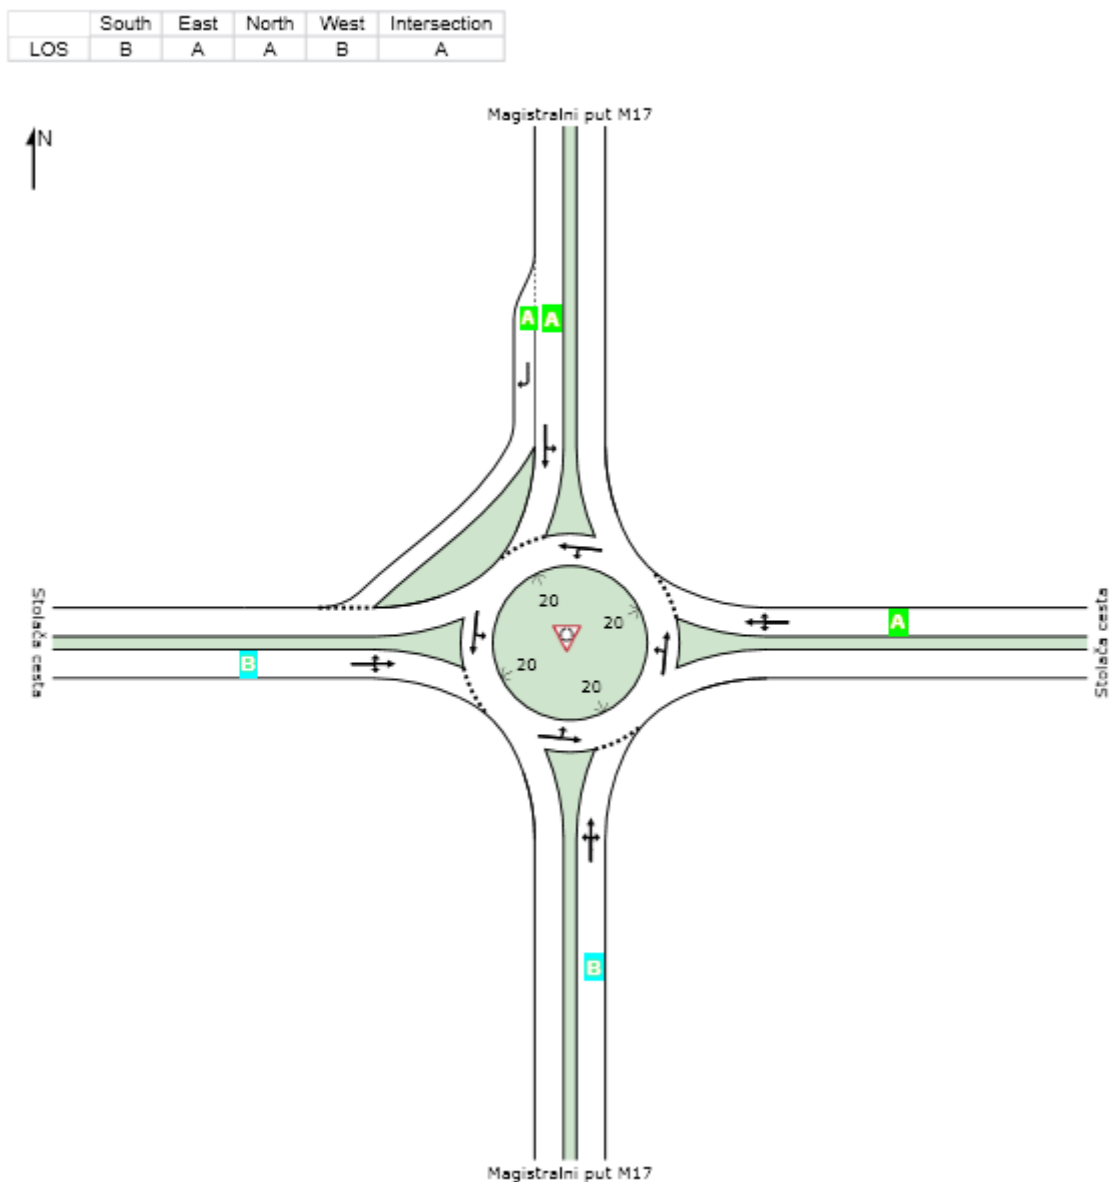 South East North West Intersection
LOS B A A B A
Magistralni put M17
N
A A
Stolača cesta
20
20
A
Stolača cesta
B
20
20
B
Magistralni put M17